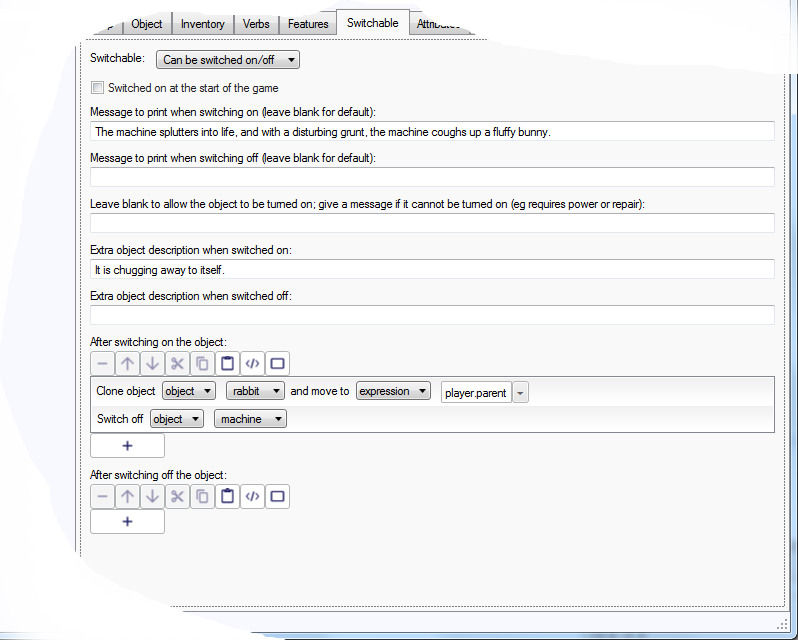 Object Inventory Verbs Features Switchable
Switchable: Can be switched on/off
Switched on at the start of the game
Message to print when switching on (leave blank for default):
The machine splutters into life, and with a disturbing grunt, the machine coughs up a fluffy bunny.
Message to print when switching off (leave blank for default):
Leave blank to allow the object to be turned on; give a message if it cannot be turned on (eg requires power or repair):
Extra object description when switched on:
It is chugging away to itself.
Extra object description when switched off:
After switching on the object:
Clone object object rabbit and move to expression player.parent
Switch off object machine
+
After switching off the object:
+